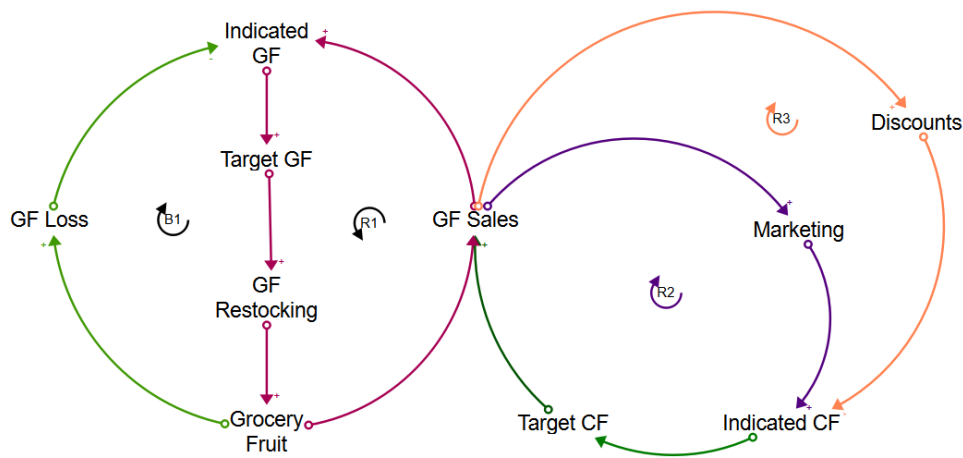 Indicated
GF
+
-
+
Target GF
R3
+
Discounts
GF Loss
B1
R1
GF Sales
+
Marketing
+
+
+
GF
Restocking
R2
+
Grocery
Fruit
Target CF
Indicated CF
+
-